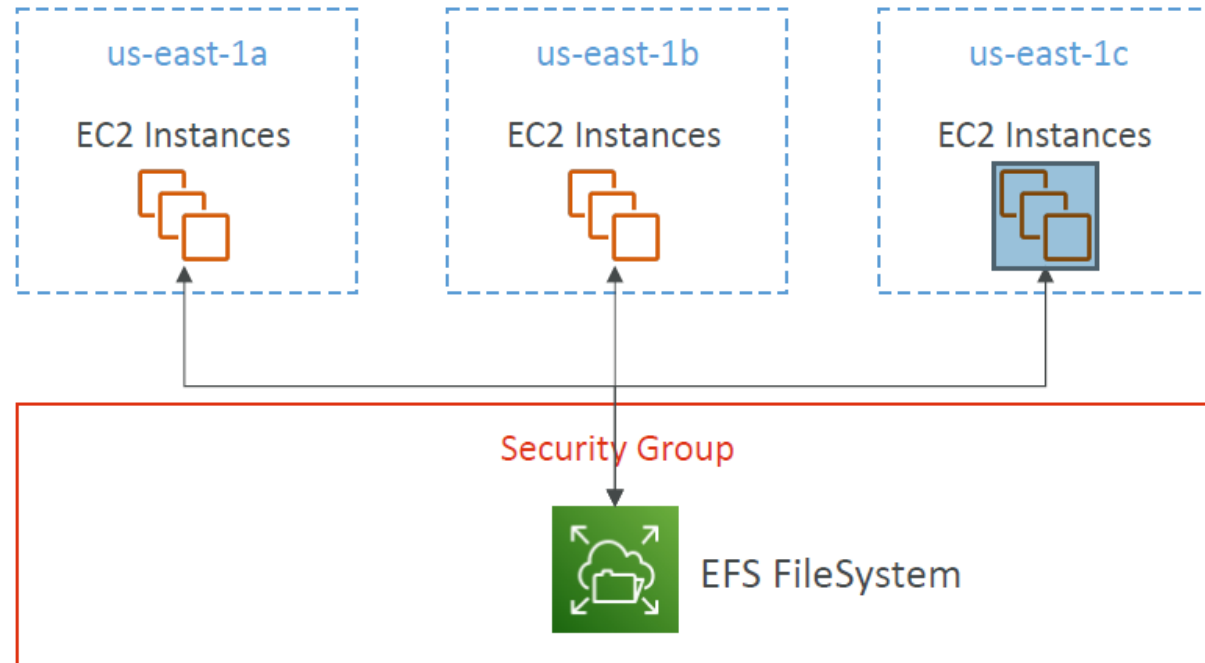 us-east-1a
us-east-1b
us-east-1c
EC2 Instances
EC2 Instances
EC2 Instances
Security Group
EFS FileSystem